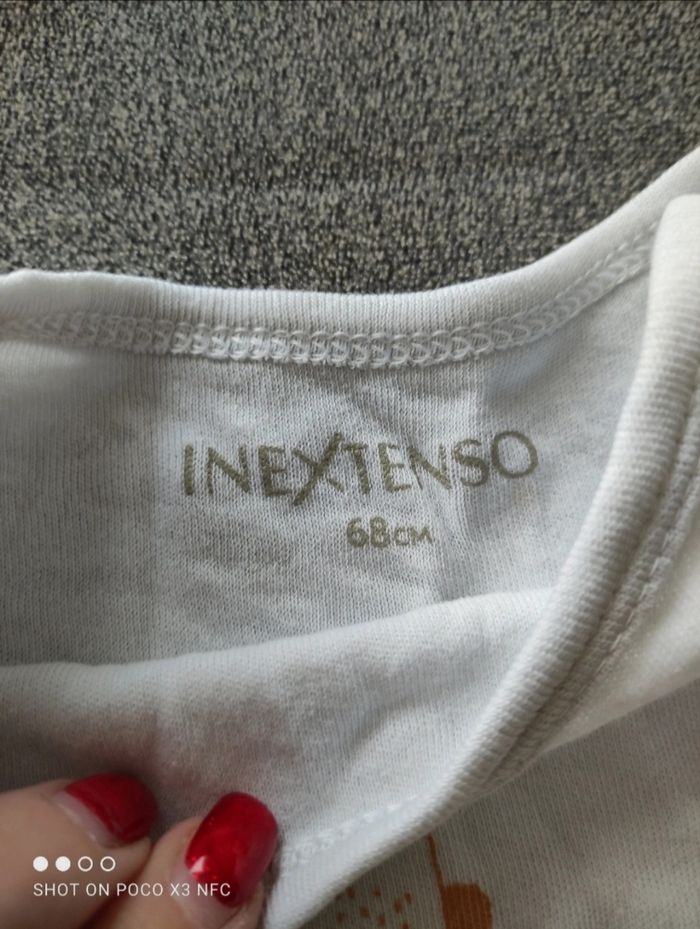 INEXTENSO
68CM
SHOT ON POCO X3 NFC